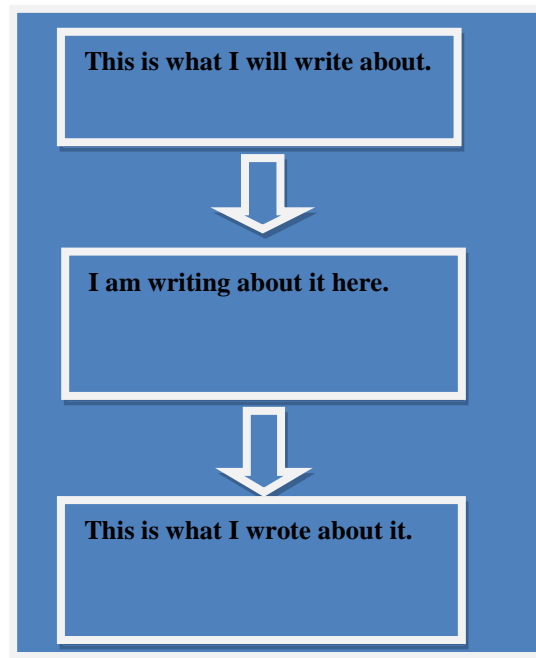 This is what I will write about.
I am writing about it here.
This is what I wrote about it.